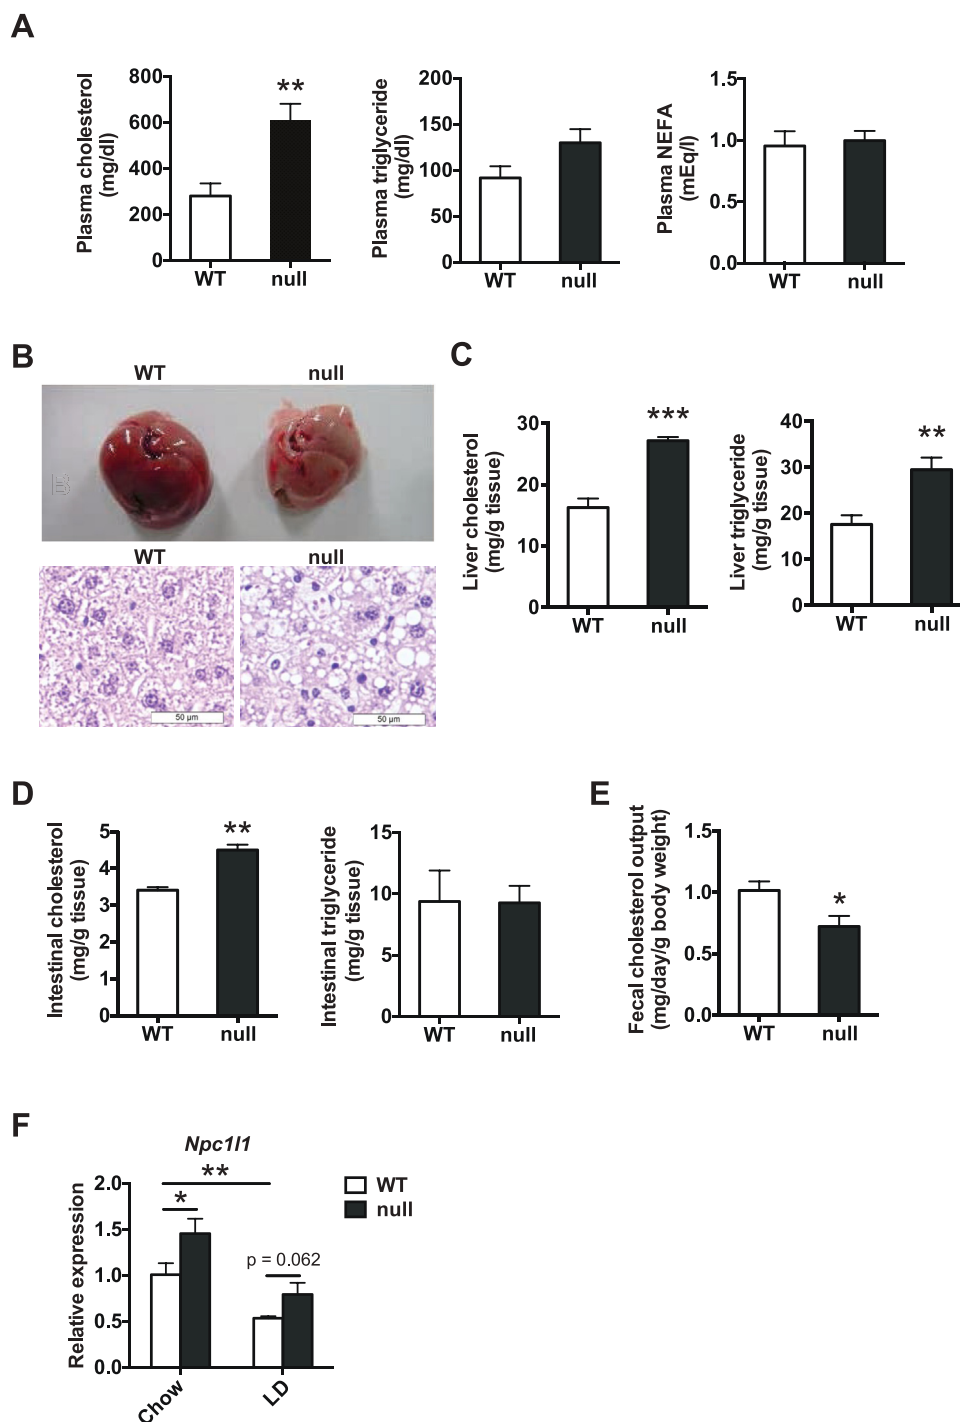 A
Plasma cholesterol
(mg/dl)
800
600
400
200
0
**
WT
null
Plasma triglyceride
(mg/dl)
200
150
100
50
0
WT
null
Plasma NEFA
(mEq/l)
1.5
1.0
0.5
0.0
WT
null
B
WT
null
B
WT
null
50 µm
50 µm
C
Liver cholesterol
(mg/g tissue)
30
20
10
0
***
WT
null
Liver triglyceride
(mg/g tissue)
40
30
20
10
0
**
WT
null
D
Intestinal cholesterol
(mg/g tissue)
5
4
3
2
1
0
**
WT
null
Intestinal triglyceride
(mg/g tissue)
15
10
5
0
WT
null
E
Fecal cholesterol output
(mg/day/g body weight)
1.5
1.0
0.5
0.0
*
WT
null
F
Npc1l1
Relative expression
2.0
1.5
1.0
0.5
0.0
**
*
p = 0.062
Chow
LD
WT
null